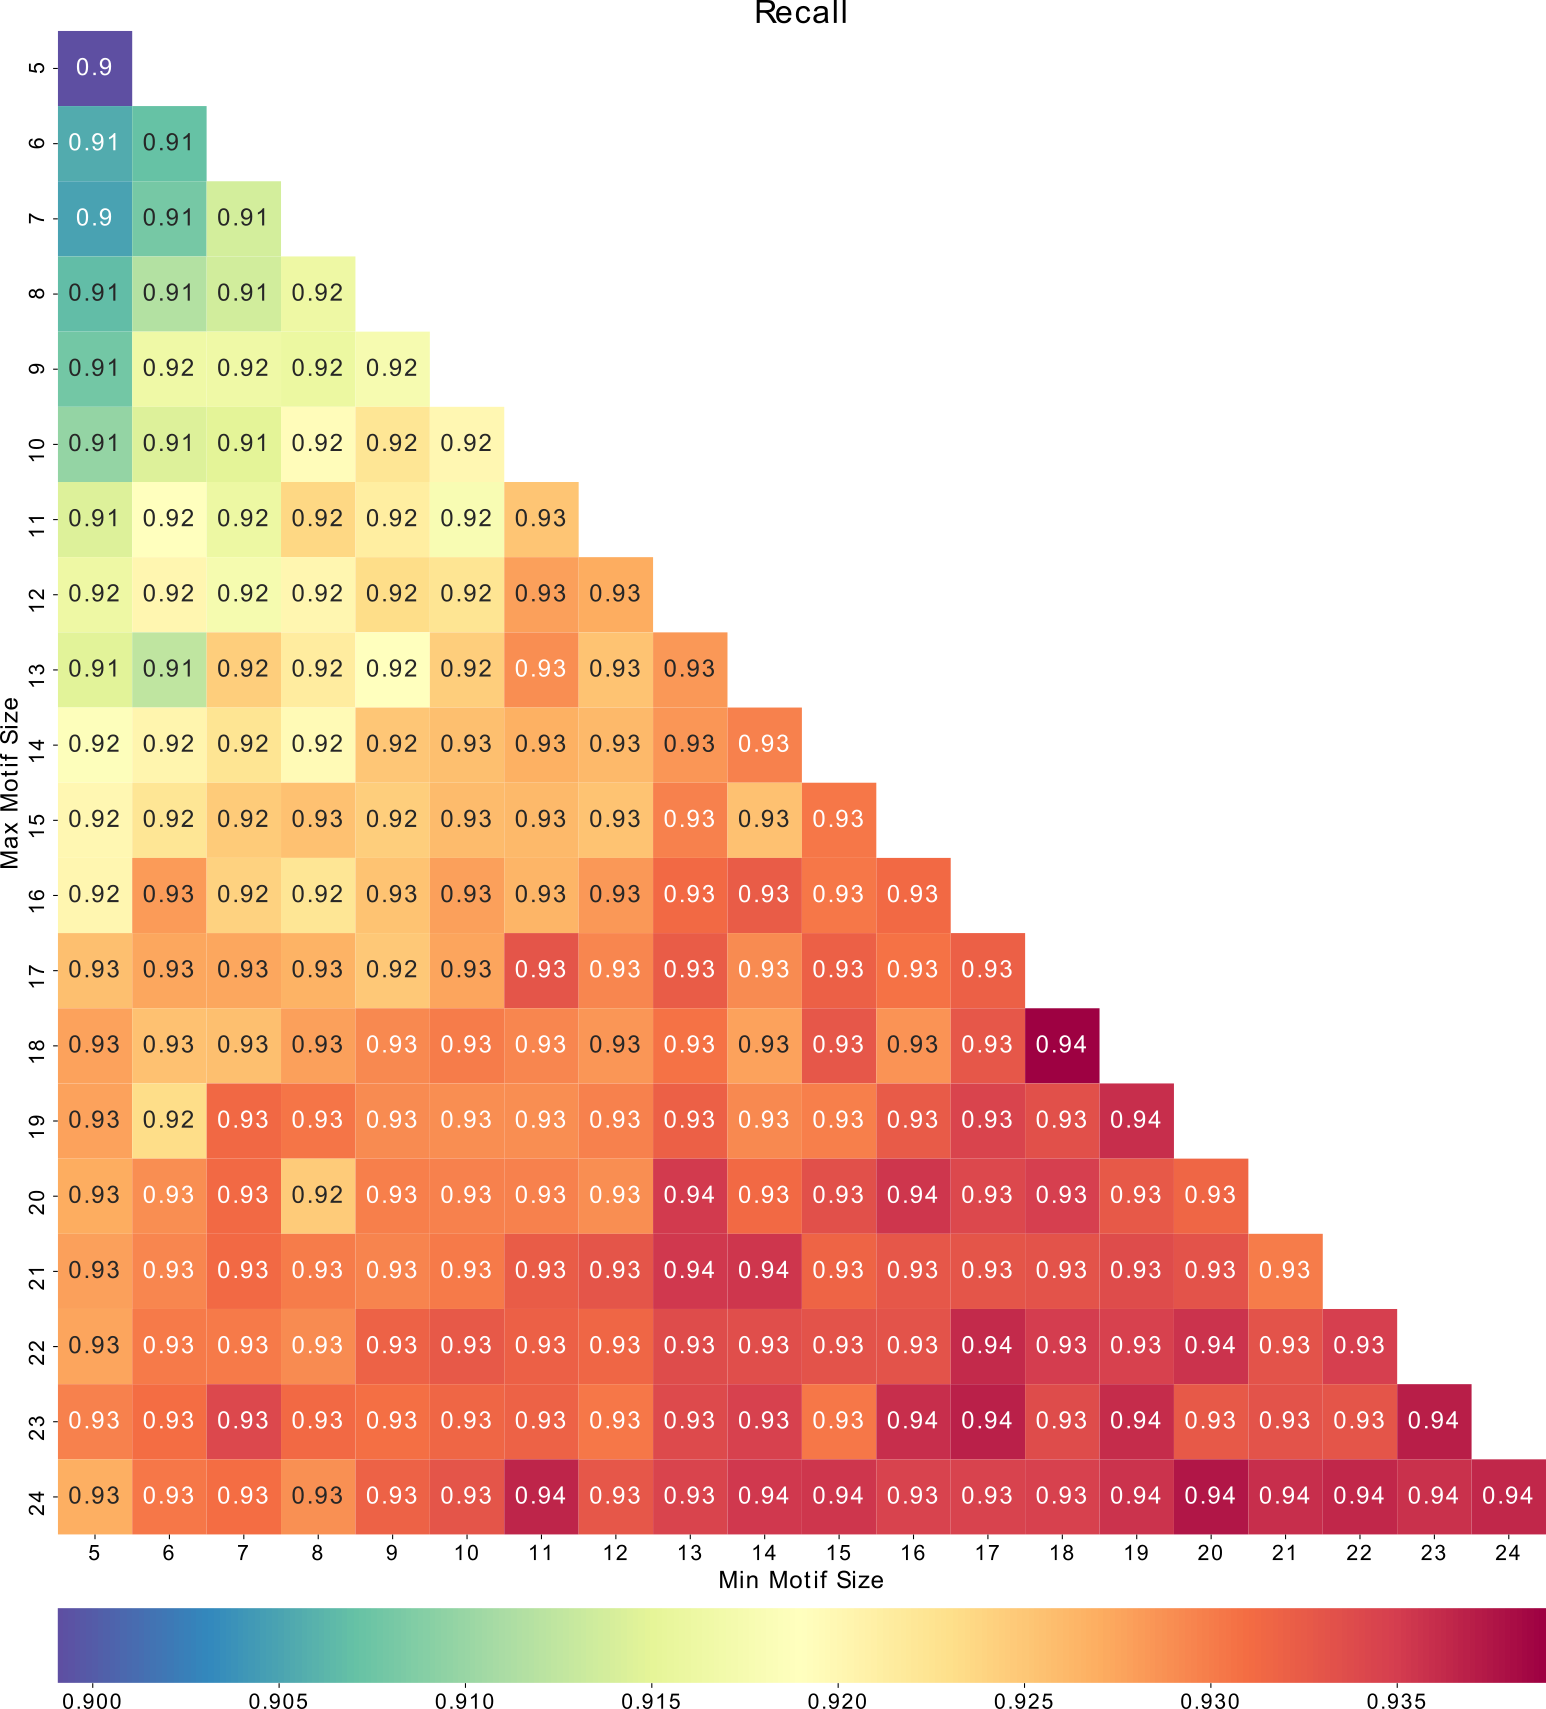 Recall
5 0.9
6 0.91 0.91
7 0.9 0.91 0.91
8 0.91 0.91 0.91 0.92
9 0.91 0.92 0.92 0.92 0.92
10 0.91 0.91 0.91 0.92 0.92 0.92
11 0.91 0.92 0.92 0.92 0.92 0.92 0.93
12 0.92 0.92 0.92 0.92 0.92 0.92 0.93 0.93
13 0.91 0.91 0.92 0.92 0.92 0.92 0.93 0.93 0.93
14 0.92 0.92 0.92 0.92 0.92 0.93 0.93 0.93 0.93 0.93
Max Motif Size
15 0.92 0.92 0.92 0.93 0.92 0.93 0.93 0.93 0.93 0.93 0.93
16 0.92 0.93 0.92 0.92 0.93 0.93 0.93 0.93 0.93 0.93 0.93 0.93
17 0.93 0.93 0.93 0.93 0.92 0.93 0.93 0.93 0.93 0.93 0.93 0.93 0.93
18 0.93 0.93 0.93 0.93 0.93 0.93 0.93 0.93 0.93 0.93 0.93 0.93 0.93 0.94
19 0.93 0.92 0.93 0.93 0.93 0.93 0.93 0.93 0.93 0.93 0.93 0.93 0.93 0.93 0.94
20 0.93 0.93 0.93 0.92 0.93 0.93 0.93 0.93 0.94 0.93 0.93 0.94 0.93 0.93 0.93 0.93
21 0.93 0.93 0.93 0.93 0.93 0.93 0.93 0.93 0.94 0.94 0.93 0.93 0.93 0.93 0.93 0.93 0.93
22 0.93 0.93 0.93 0.93 0.93 0.93 0.93 0.93 0.93 0.93 0.93 0.93 0.94 0.93 0.93 0.94 0.93 0.93
23 0.93 0.93 0.93 0.93 0.93 0.93 0.93 0.93 0.93 0.93 0.93 0.94 0.94 0.93 0.94 0.93 0.93 0.93 0.94
24 0.93 0.93 0.93 0.93 0.93 0.93 0.94 0.93 0.93 0.94 0.94 0.93 0.93 0.93 0.94 0.94 0.94 0.94 0.94 0.94
5 6 7 8 9 10 11 12 13 14 15 16 17 18 19 20 21 22 23 24
Min Motif Size
0.900 0.905 0.910 0.915 0.920 0.925 0.930 0.935